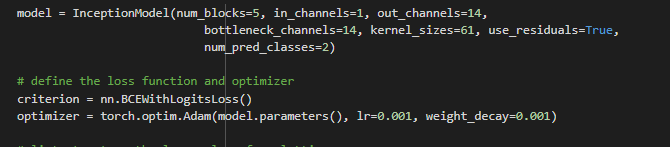 model = InceptionModel(num_blocks=5, in_channels=1, out_channels=14,
bottleneck_channels=14, kernel_sizes=61, use_residuals=True,
num_pred_classes=2)
# define the loss function and optimizer
criterion = nn.BCEWithLogitsLoss()
optimizer = torch.optim.Adam(model.parameters(), lr=0.001, weight_decay=0.001)